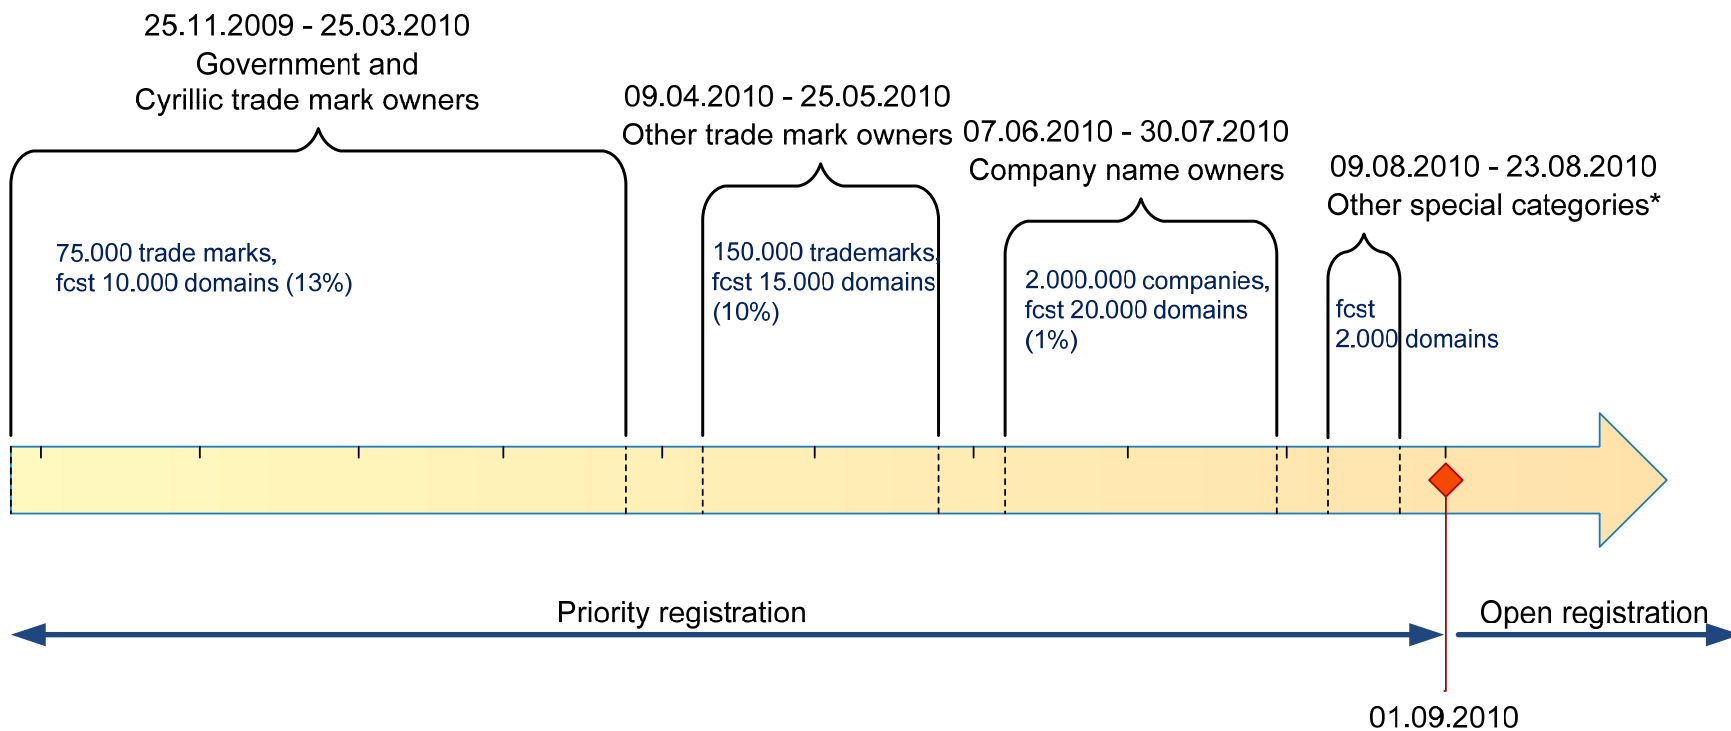 25.11.2009 - 25.03.2010
Government and
Cyrillic trade mark owners
09.04.2010 - 25.05.2010
Other trade mark owners
07.06.2010 - 30.07.2010
Company name owners
09.08.2010 - 23.08.2010
Other special categories*
75.000 trade marks,
fcst 10.000 domains (13%)
150.000 trademarks,
fcst 15.000 domains
(10%)
2.000.000 companies,
fcst 20.000 domains
(1%)
fcst
2.000 domains
Priority registration
Open registration
01.09.2010